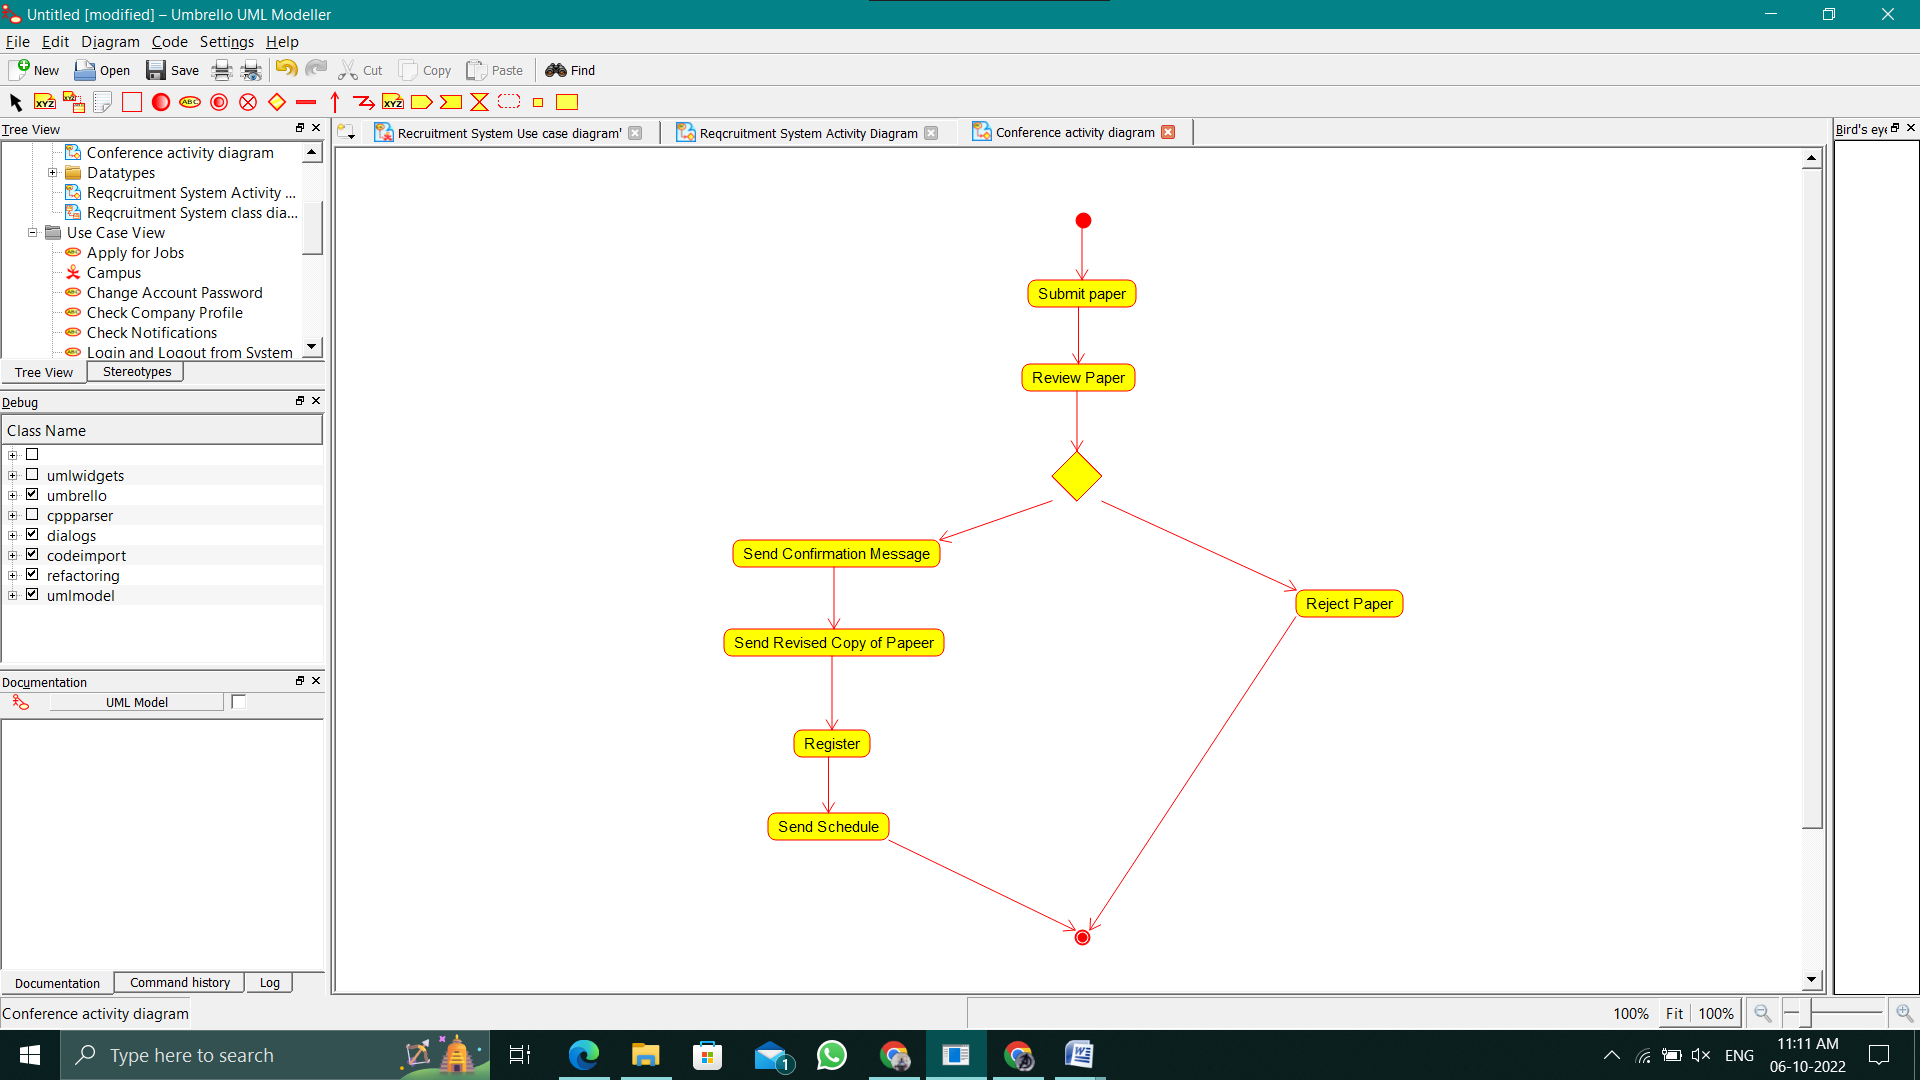 Untitled [modified] – Umbrello UML Modeller
File Edit Diagram Code Settings Help
New Open Save Cut Copy Paste Find
XYZ XYZ ABC XYZ
Tree View
Conference activity diagram
Datatypes
Reqcruitment System Activity ...
Reqcruitment System class dia...
Use Case View
Apply for Jobs
Campus
Change Account Password
Check Company Profile
Check Notifications
Login and Logout from System
Tree View Stereotypes
Debug
Class Name
umlwidgets
umbrello
cppparser
dialogs
codeimport
refactoring
umlmodel
Documentation
UML Model
Documentation Command history Log
Recruitment System Use case diagram' Reqcruitment System Activity Diagram Conference activity diagram
Bird's eye
Submit paper
Review Paper
Send Confirmation Message
Reject Paper
Send Revised Copy of Papeer
Register
Send Schedule
Conference activity diagram
100% Fit 100%
Type here to search
1
ENG
11:11 AM
06-10-2022